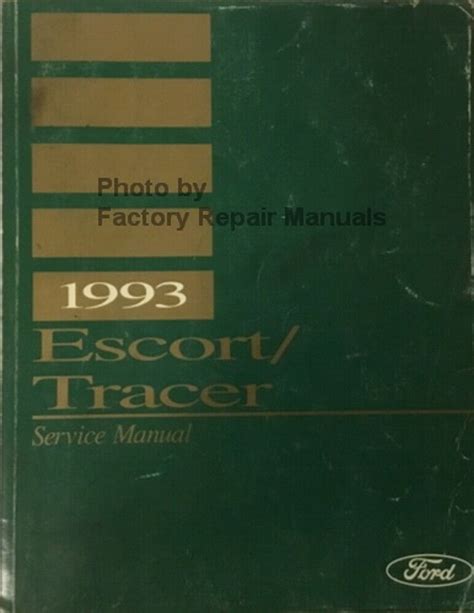 Photo by
Factory Repair Manuals
1993
Escort/
Tracer
Service Manual
Ford